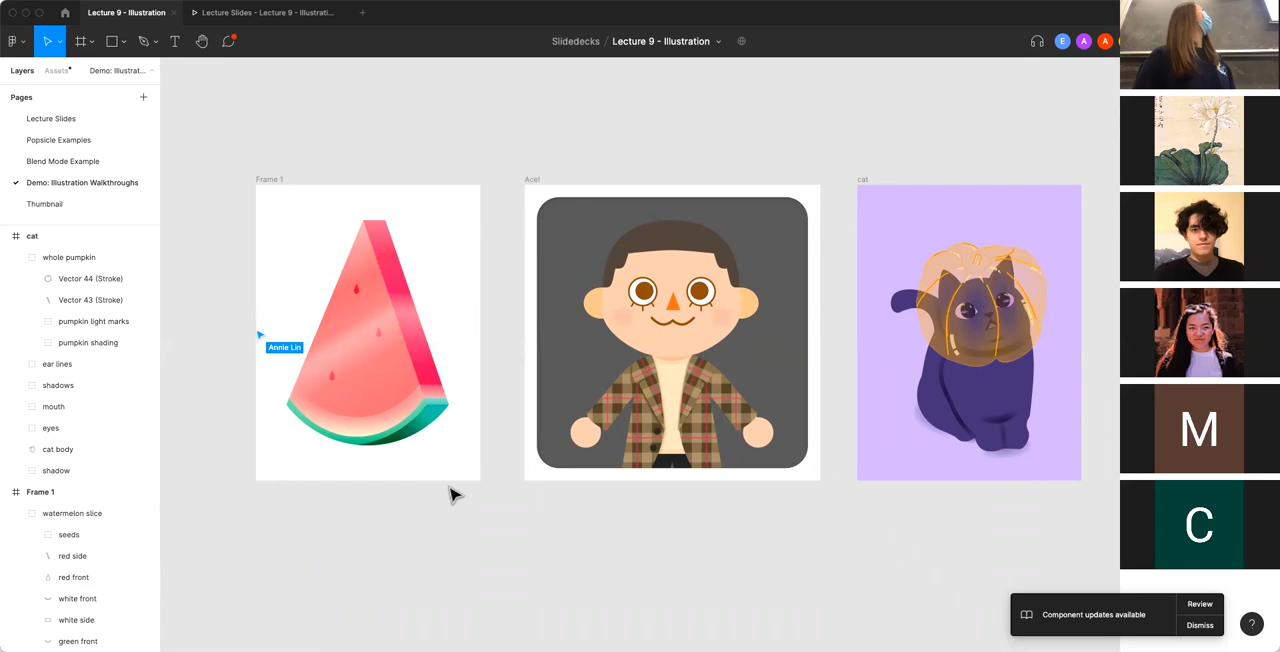 Lecture 9 - Illustration
Lecture Slides - Lecture 9 - Illustrati...
Slidedecks / Lecture 9 - Illustration
E
A
A
Layers
Assets
Demo: Illustrat...
Pages
Lecture Slides
Popsicle Examples
Blend Mode Example
Demo: Illustration Walkthroughs
Thumbnail
cat
whole pumpkin
Vector 44 (Stroke)
Vector 43 (Stroke)
pumpkin light marks
pumpkin shading
ear lines
shadows
mouth
eyes
cat body
shadow
Frame 1
watermelon slice
seeds
red side
red front
white front
white side
green front
Frame 1
Annie Lin
Ace!
cat
M
C
Component updates available
Review
Dismiss
?